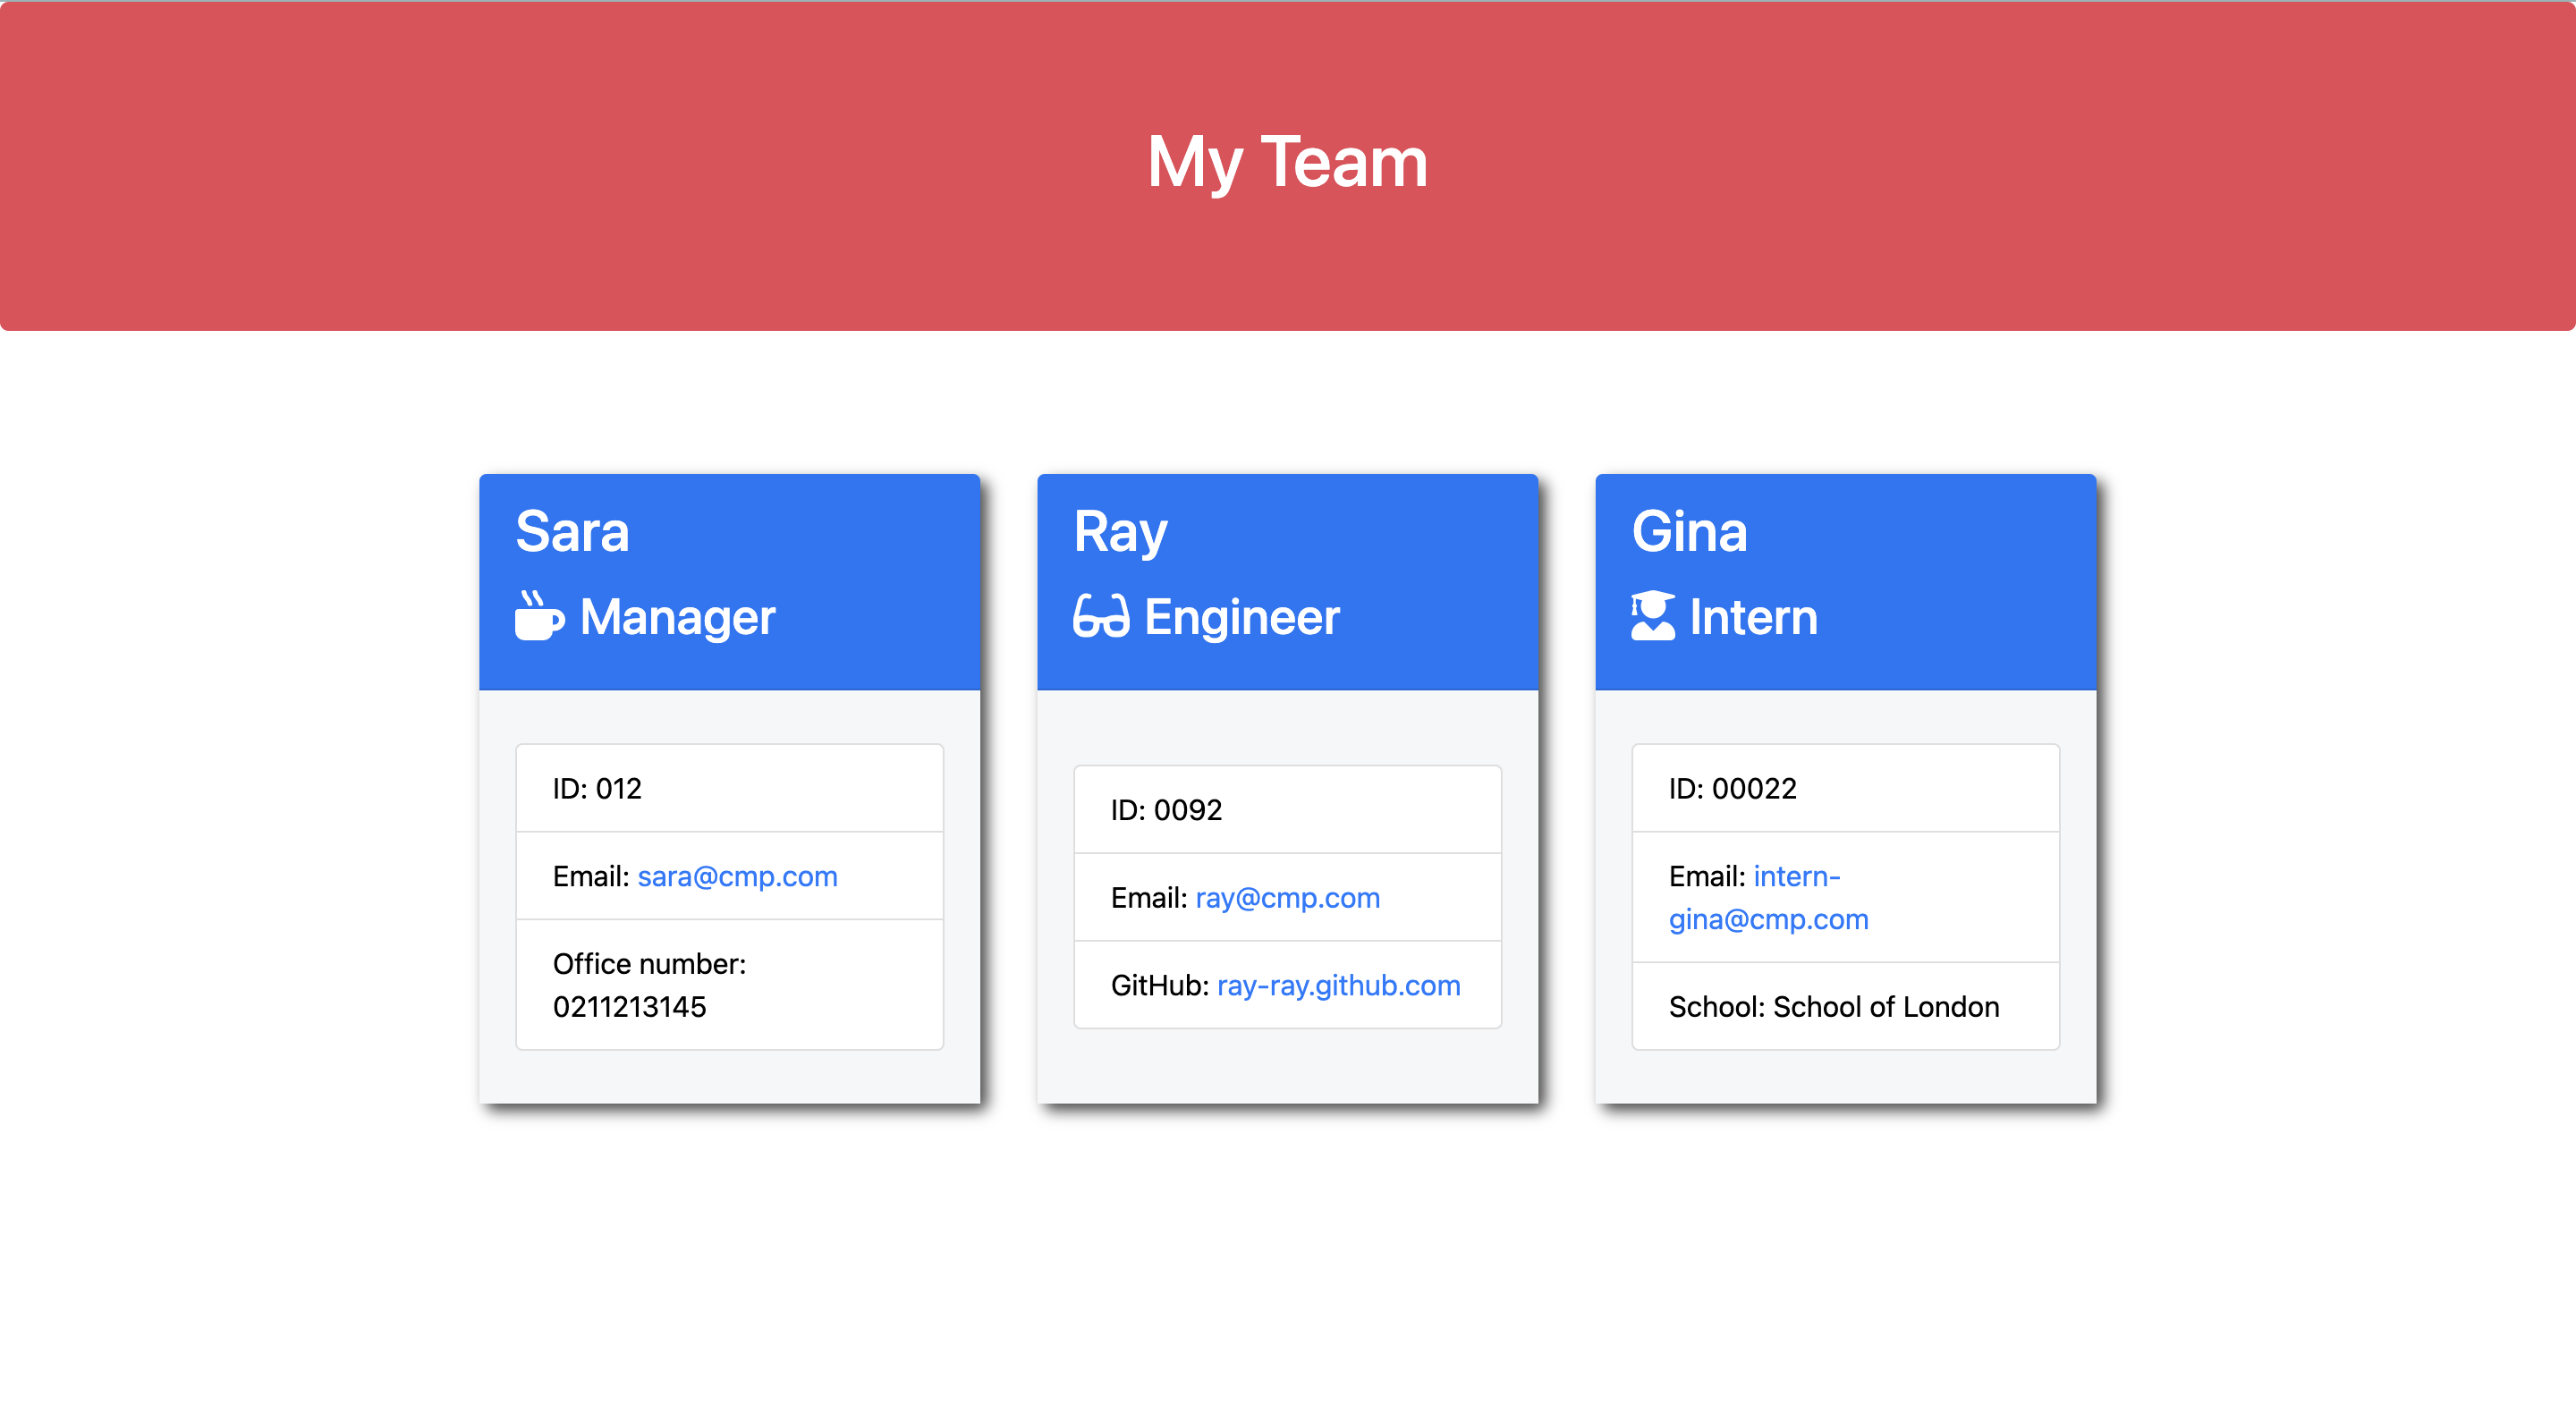 My Team
Sara
Manager
ID: 012
Email: sara@cmp.com
Office number:
0211213145
Ray
Engineer
ID: 0092
Email: ray@cmp.com
GitHub: ray-ray.github.com
Gina
Intern
ID: 00022
Email: intern-
gina@cmp.com
School: School of London